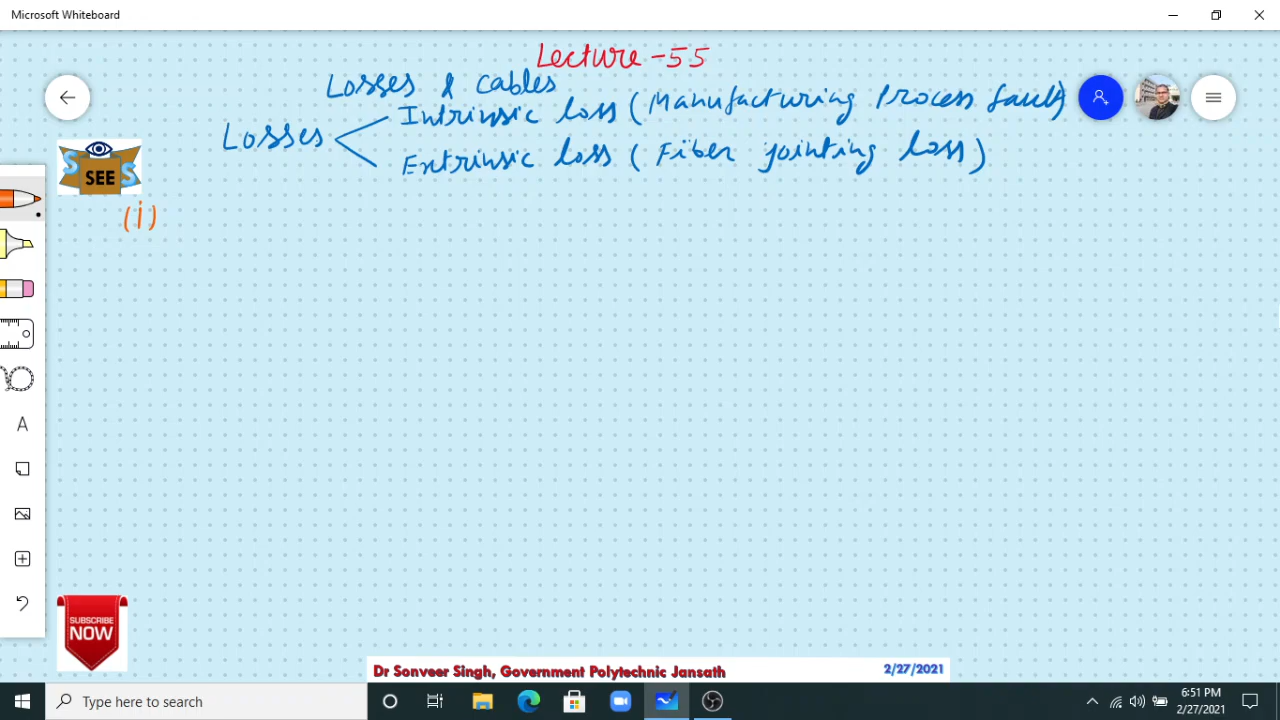 Microsoft Whiteboard
Lecture-55
Losses & Cables
Losses
Intrinsic loss (Manufacturing Process fault)
Extrinsic loss (Fiber jointing loss)
S SEE S
(i)
A
SUBSCRIBE
NOW
Dr Sonveer Singh, Government Polytechnic Jansath 2/27/2021
Type here to search
6:51 PM
2/27/2021